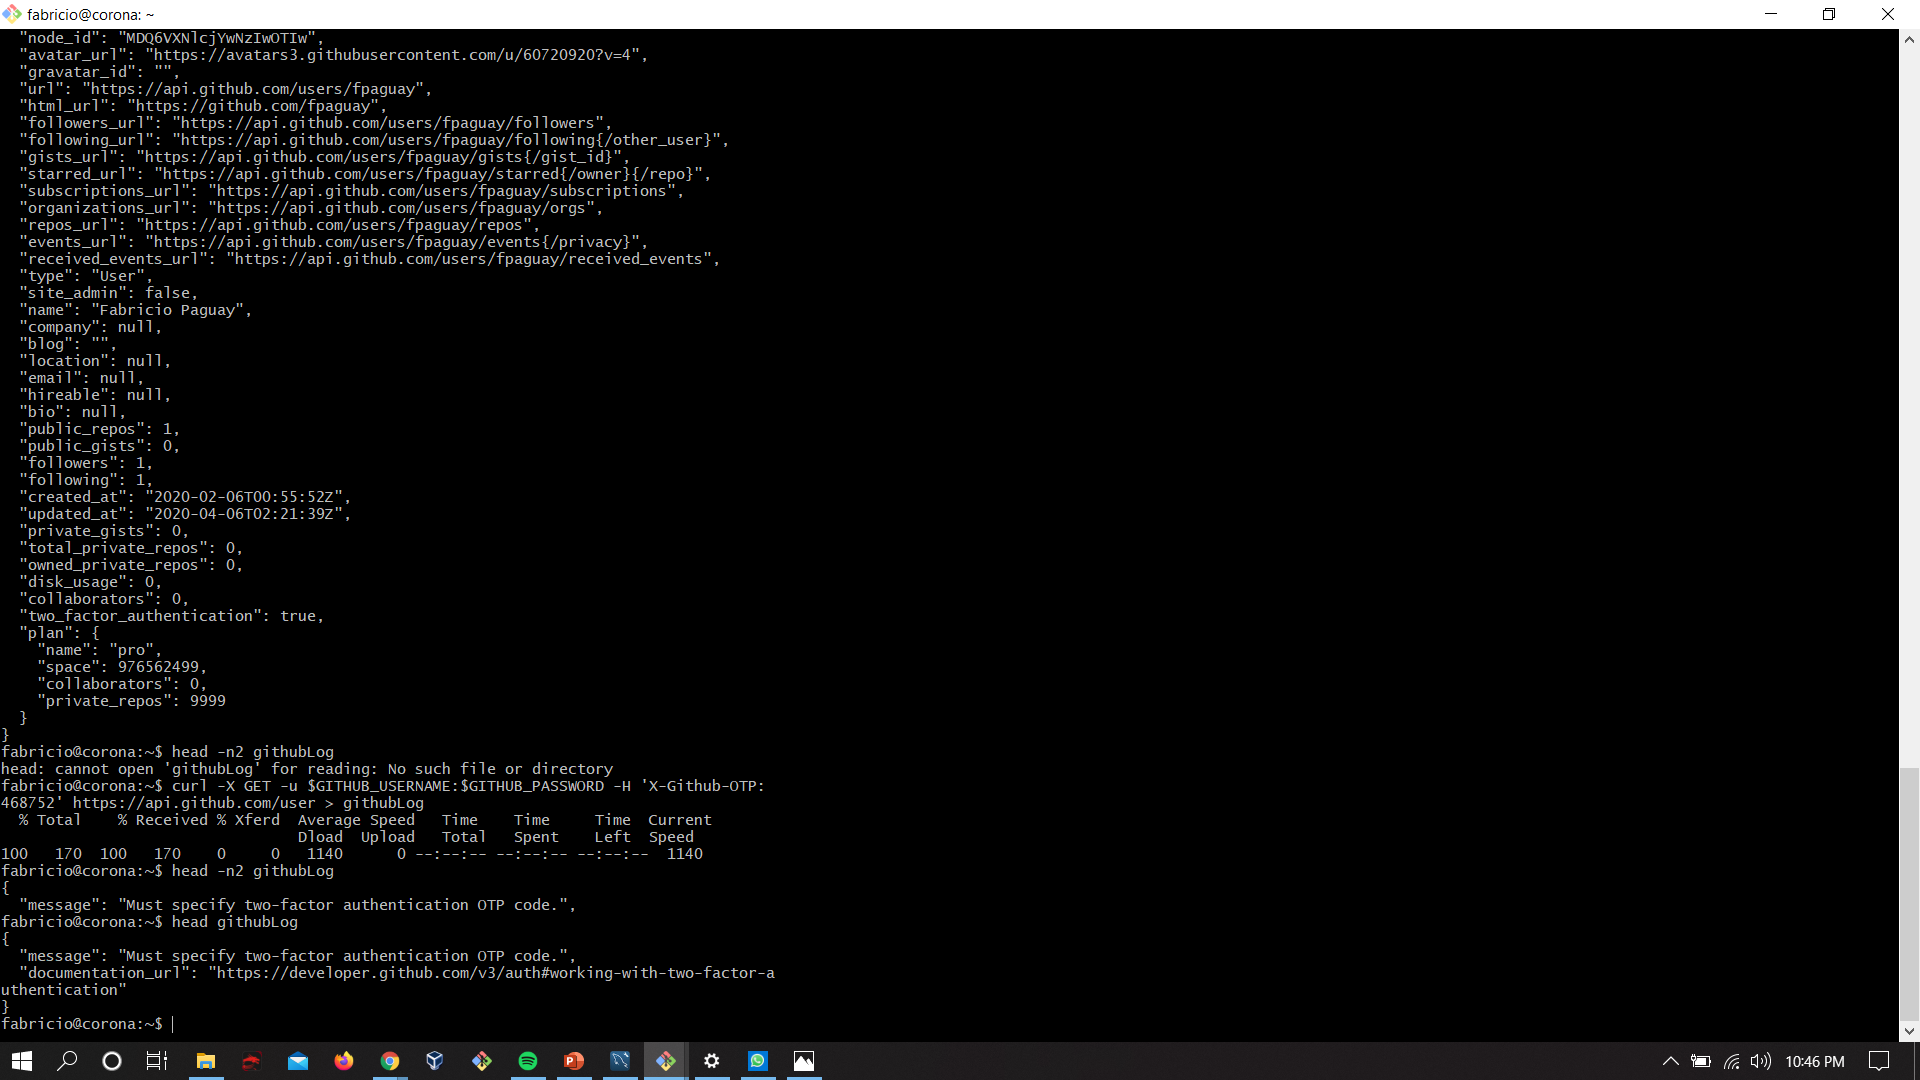 fabricio@corona: ~
  "node_id": "MDQ6VXNlcjYwNzIwOTIw",
  "avatar_url": "https://avatars3.githubusercontent.com/u/60720920?v=4",
  "gravatar_id": "",
  "url": "https://api.github.com/users/fpaguay",
  "html_url": "https://github.com/fpaguay",
  "followers_url": "https://api.github.com/users/fpaguay/followers",
  "following_url": "https://api.github.com/users/fpaguay/following{/other_user}",
  "gists_url": "https://api.github.com/users/fpaguay/gists{/gist_id}",
  "starred_url": "https://api.github.com/users/fpaguay/starred{/owner}{/repo}",
  "subscriptions_url": "https://api.github.com/users/fpaguay/subscriptions",
  "organizations_url": "https://api.github.com/users/fpaguay/orgs",
  "repos_url": "https://api.github.com/users/fpaguay/repos",
  "events_url": "https://api.github.com/users/fpaguay/events{/privacy}",
  "received_events_url": "https://api.github.com/users/fpaguay/received_events",
  "type": "User",
  "site_admin": false,
  "name": "Fabricio Paguay",
  "company": null,
  "blog": "",
  "location": null,
  "email": null,
  "hireable": null,
  "bio": null,
  "public_repos": 1,
  "public_gists": 0,
  "followers": 1,
  "following": 1,
  "created_at": "2020-02-06T00:55:52Z",
  "updated_at": "2020-04-06T02:21:39Z",
  "private_gists": 0,
  "total_private_repos": 0,
  "owned_private_repos": 0,
  "disk_usage": 0,
  "collaborators": 0,
  "two_factor_authentication": true,
  "plan": {
    "name": "pro",
    "space": 976562499,
    "collaborators": 0,
    "private_repos": 9999
  }
}
fabricio@corona:~$ head -n2 githubLog
head: cannot open 'githubLog' for reading: No such file or directory
fabricio@corona:~$ curl -X GET -u $GITHUB_USERNAME:$GITHUB_PASSWORD -H 'X-Github-OTP:
468752' https://api.github.com/user > githubLog
  % Total    % Received % Xferd  Average Speed   Time    Time     Time  Current
                                 Dload  Upload   Total   Spent    Left  Speed
100   170  100   170    0     0   1140      0 --:--:-- --:--:-- --:--:--  1140
fabricio@corona:~$ head -n2 githubLog
{
  "message": "Must specify two-factor authentication OTP code.",
fabricio@corona:~$ head githubLog
{
  "message": "Must specify two-factor authentication OTP code.",
  "documentation_url": "https://developer.github.com/v3/auth#working-with-two-factor-a
uthentication"
}
fabricio@corona:~$
10:46 PM